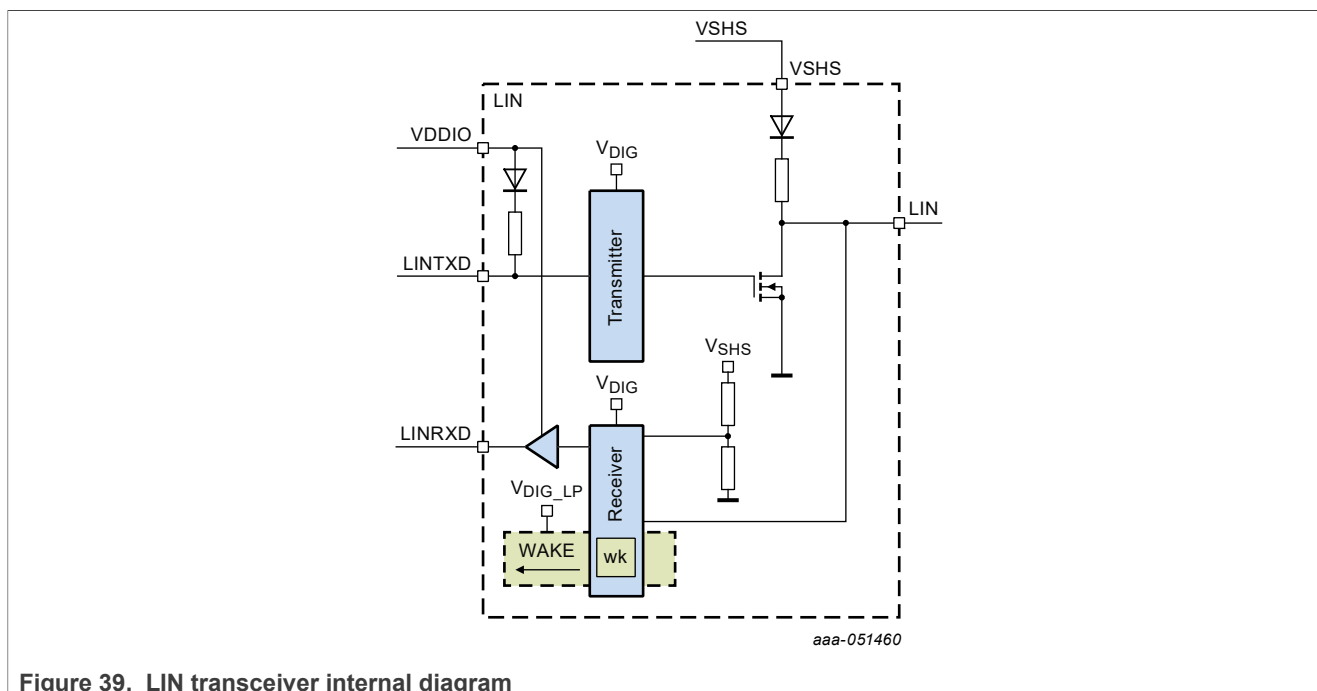 VSHS
VSHS
LIN
VDDIO
VDIG
LIN
LINTXD
Transmitter
VSHS
VDIG
LINRXD
Receiver
VDIG_LP
WAKE
wk
aaa-051460
Figure 39. LIN transceiver internal diagram